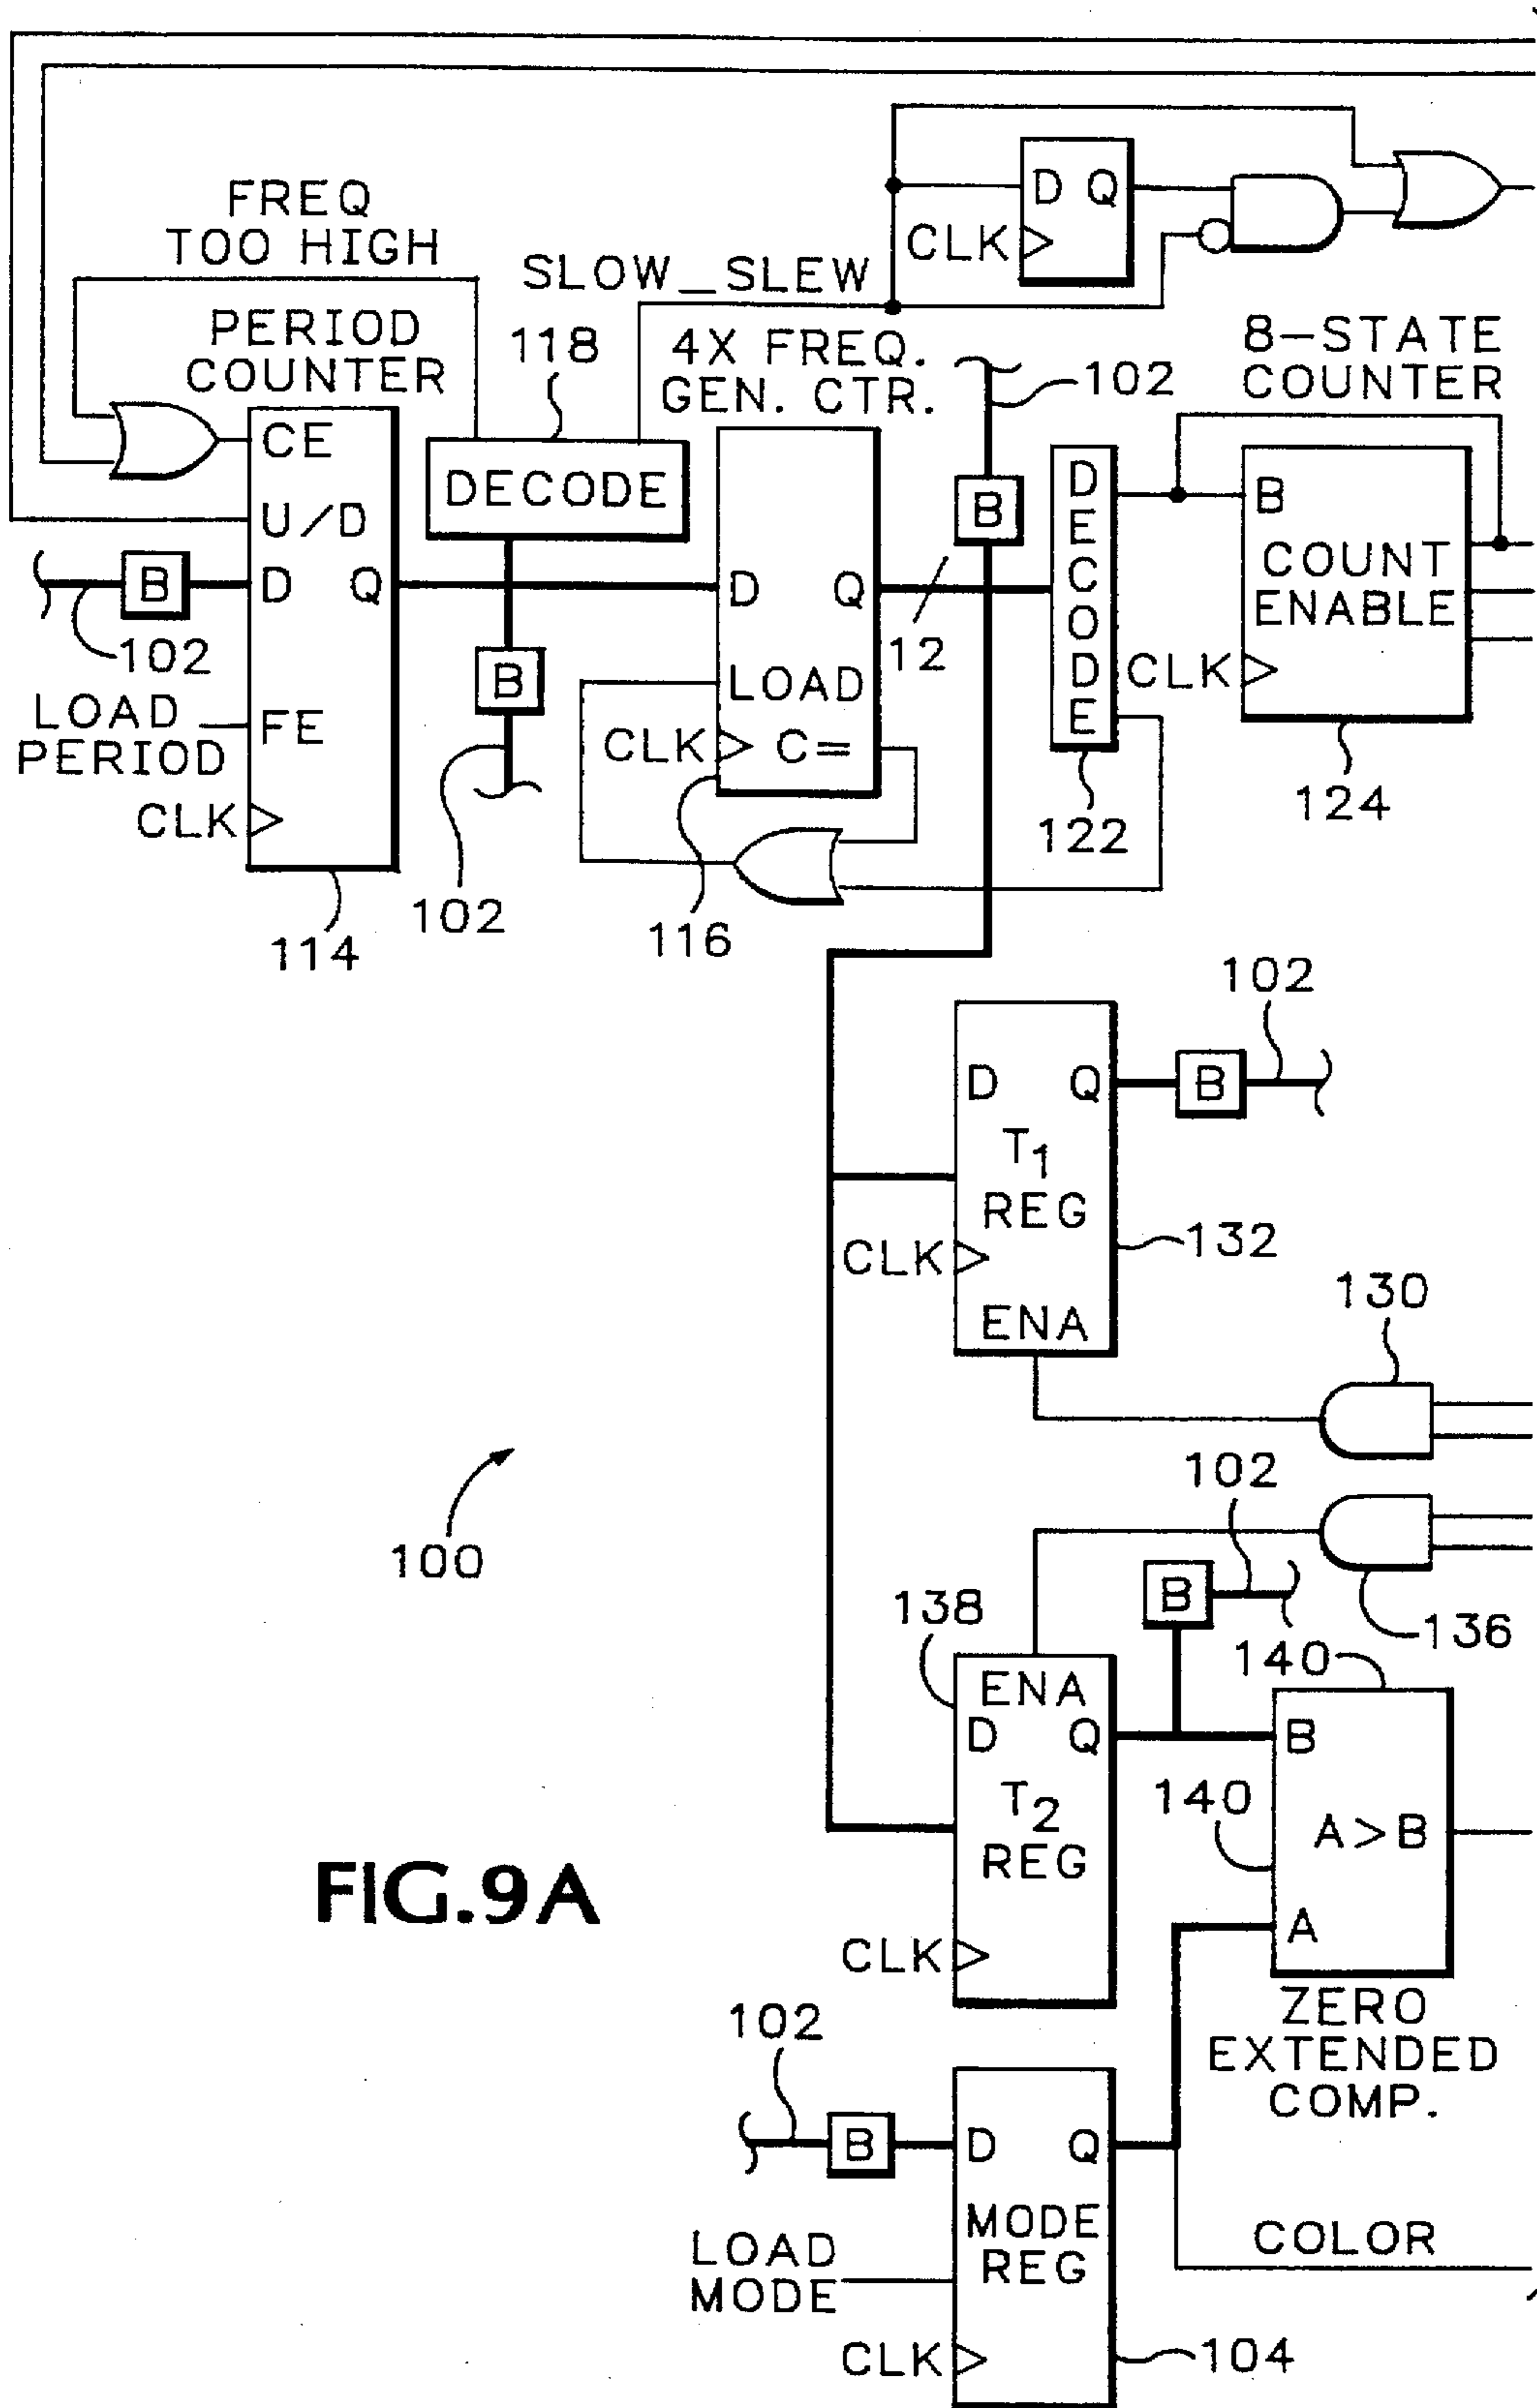 FREQ
TOO HIGH
D Q
CLK
SLOW_SLEW
PERIOD
COUNTER
118
4X FREQ.
GEN. CTR.
102
8-STATE
COUNTER
CE
DECODE
U/D
B
D Q
102
LOAD
PERIOD
FE
CLK
114
B
102
D Q
LOAD
CLK C=
116
12
B
DECODE
122
B
COUNT
ENABLE
CLK
124
102
D Q
B
T1
REG
CLK
132
ENA
130
100
102
B
136
138
140
ENA
D Q
B
T2
REG
140
A>B
A
CLK
FIG.9A
ZERO
EXTENDED
COMP.
102
B
D Q
MODE
REG
LOAD
MODE
COLOR
CLK
104